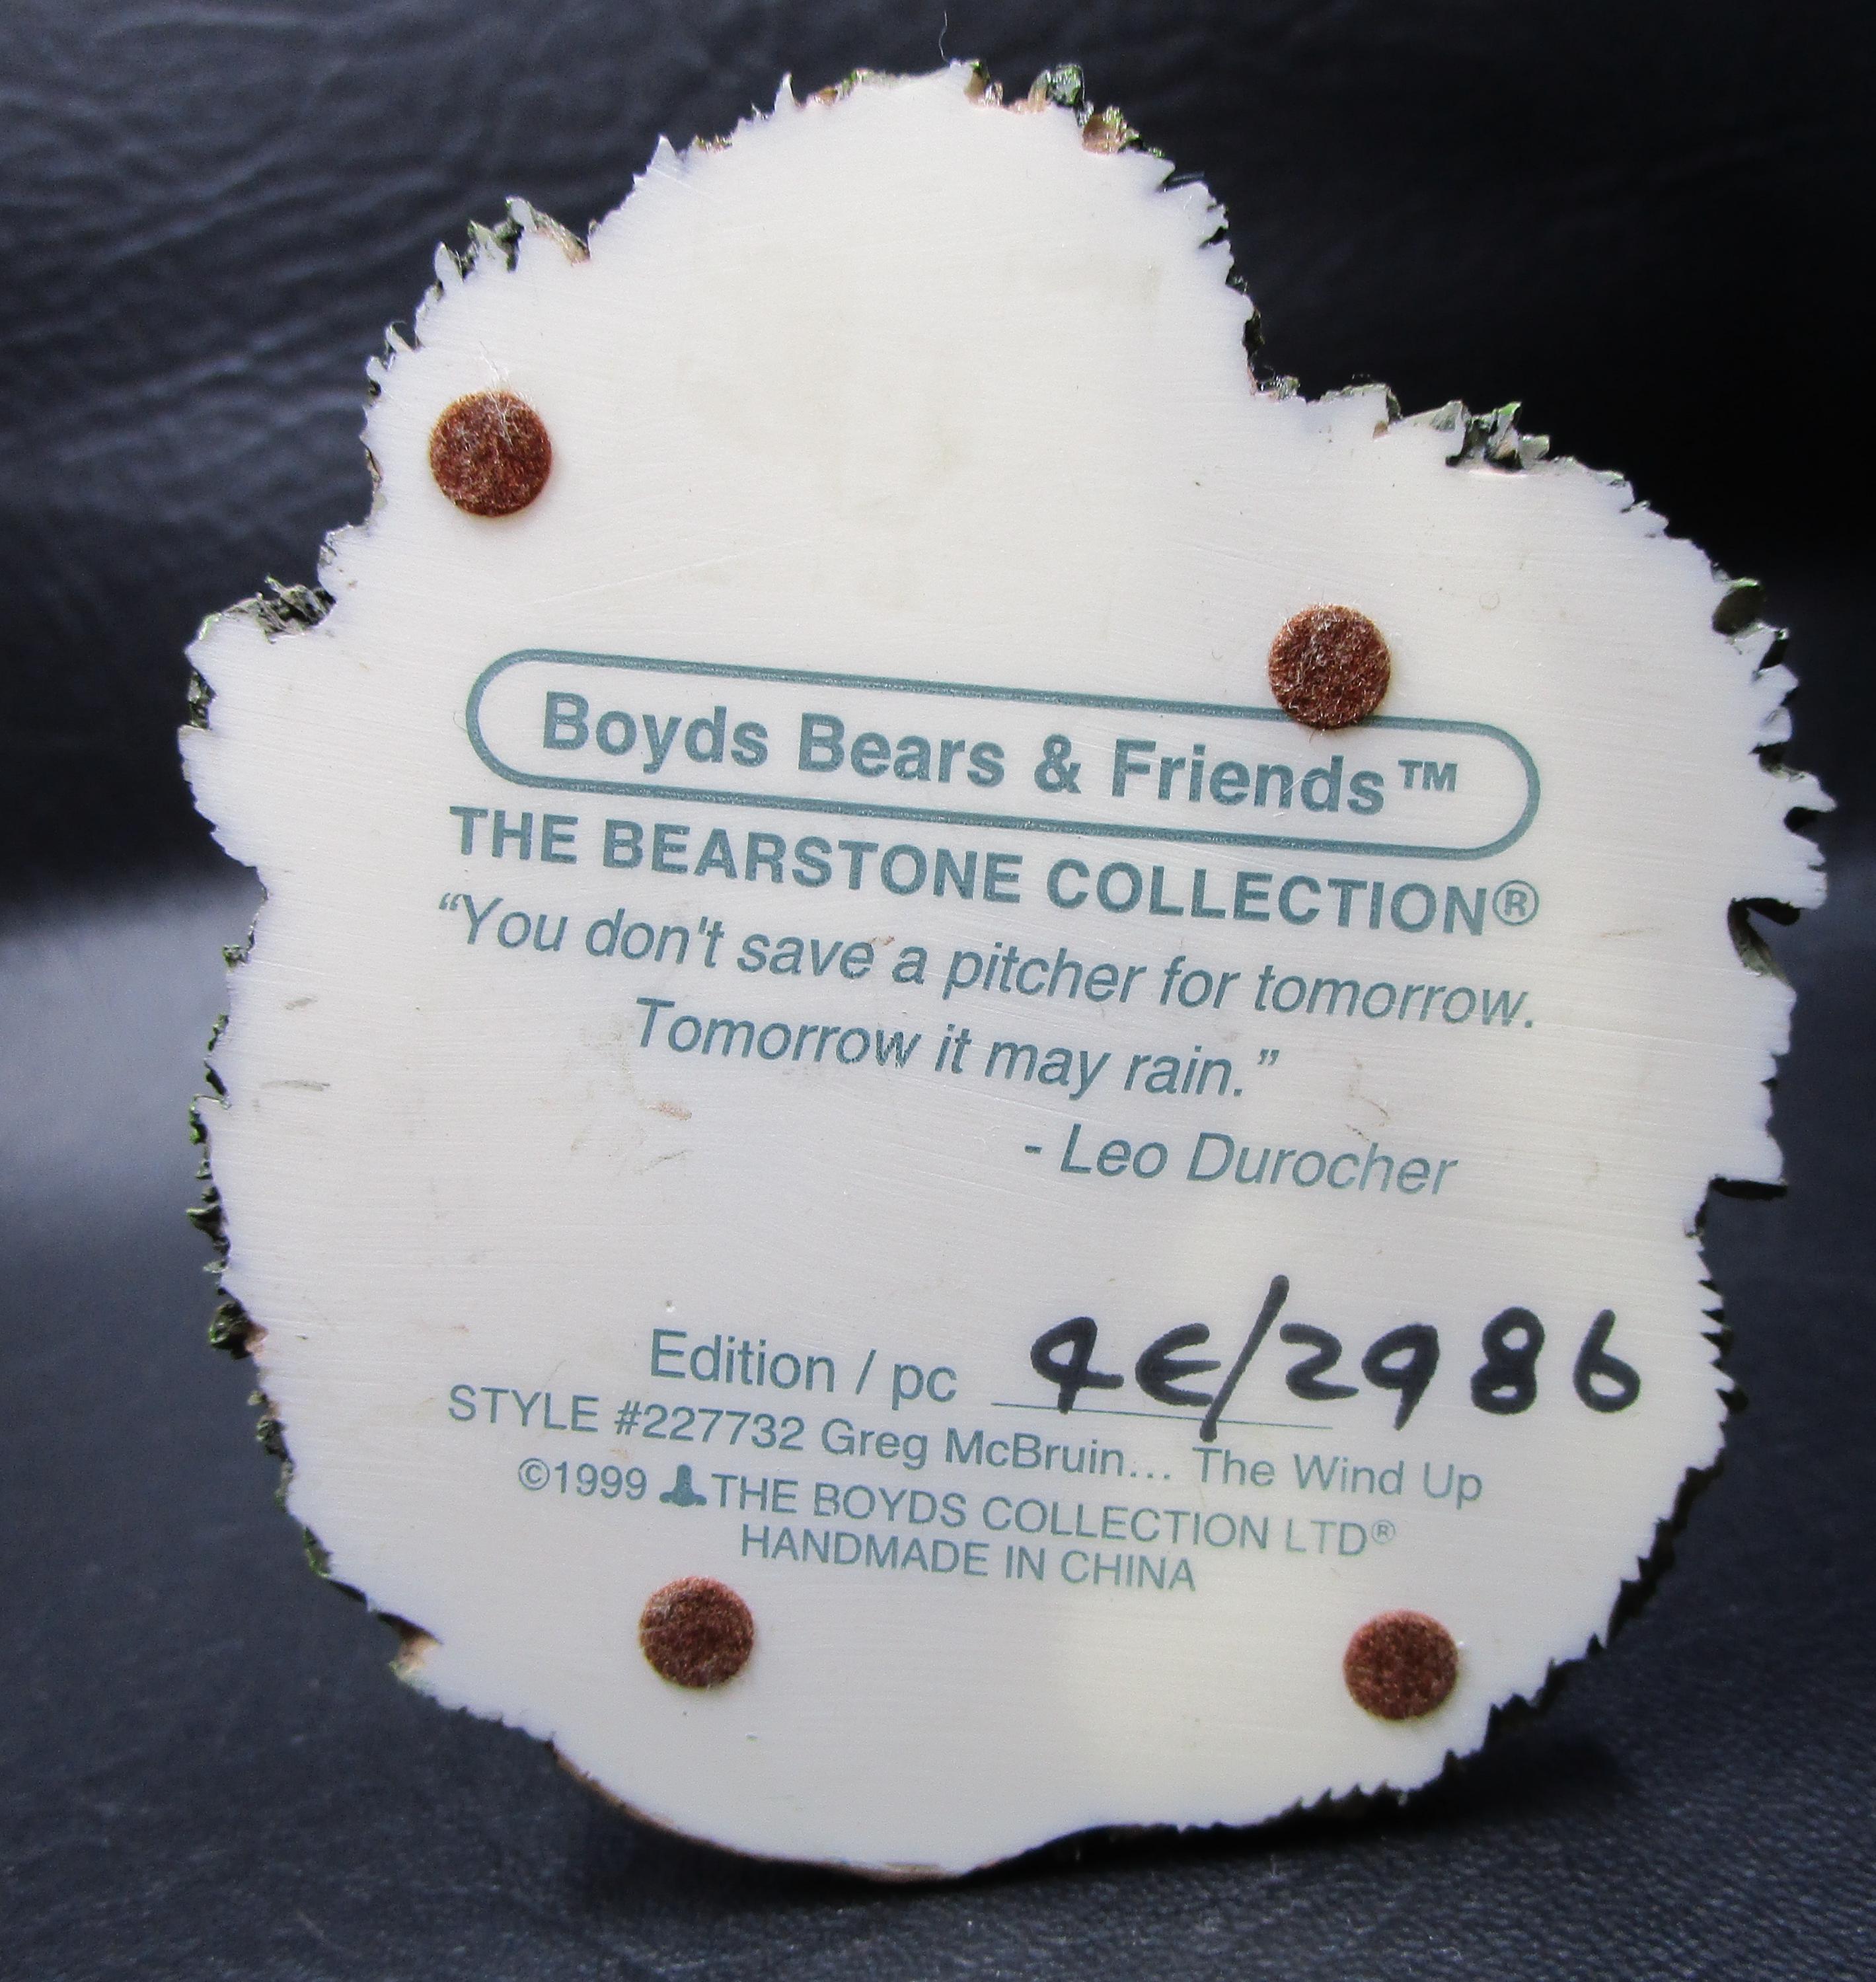 Boyds Bears & Friends™
THE BEARSTONE COLLECTION®
“You don't save a pitcher for tomorrow.
Tomorrow it may rain.”
- Leo Durocher
Edition / pc 4E/2986
STYLE #227732 Greg McBruin... The Wind Up
©1999 THE BOYDS COLLECTION LTD®
HANDMADE IN CHINA